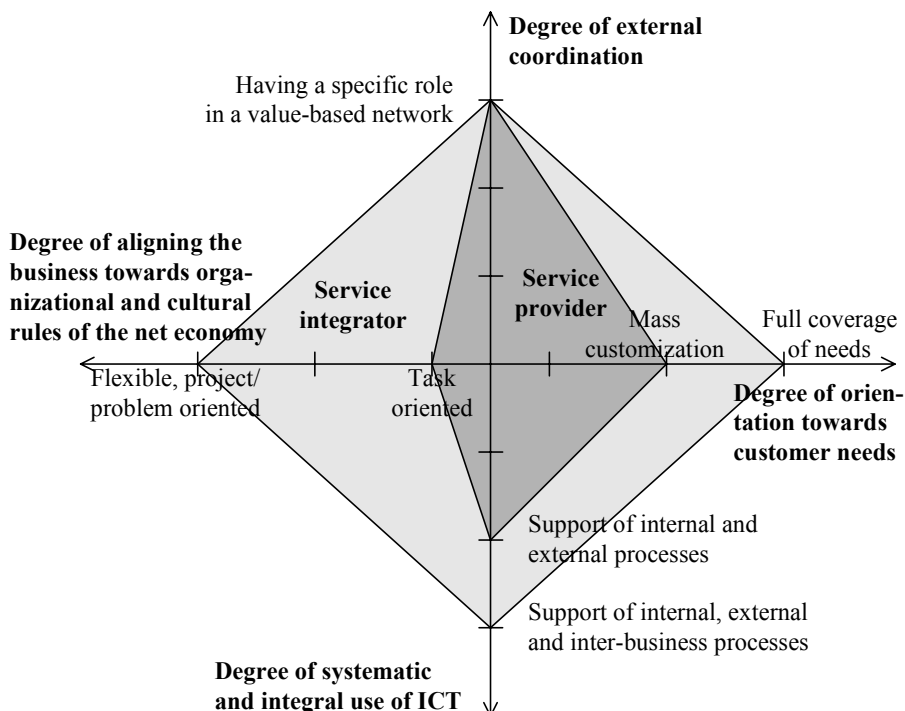 Degree of external
coordination
Having a specific role
in a value-based network
Degree of aligning the
business towards orga-
nizational and cultural
rules of the net economy
Service
integrator
Service
provider
Mass
customization
Full coverage
of needs
Flexible, project/
problem oriented
Task
oriented
Degree of orien-
tation towards
customer needs
Support of internal and
external processes
Support of internal, external
and inter-business processes
Degree of systematic
and integral use of ICT